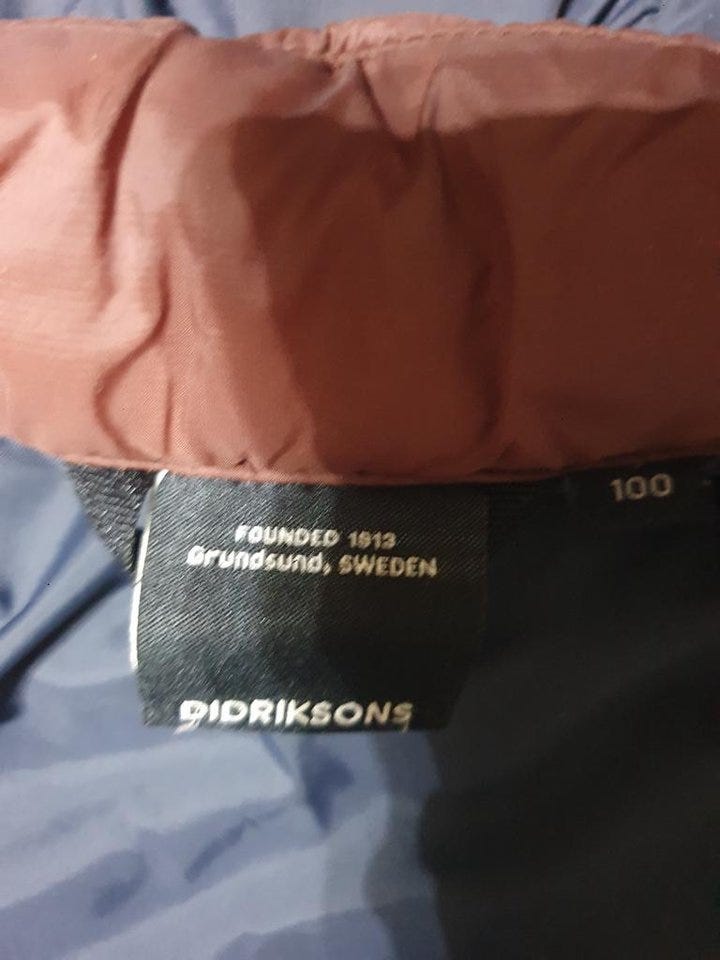 100
FOUNDED 1913
Grundsund, SWEDEN
DIDRIKSONS